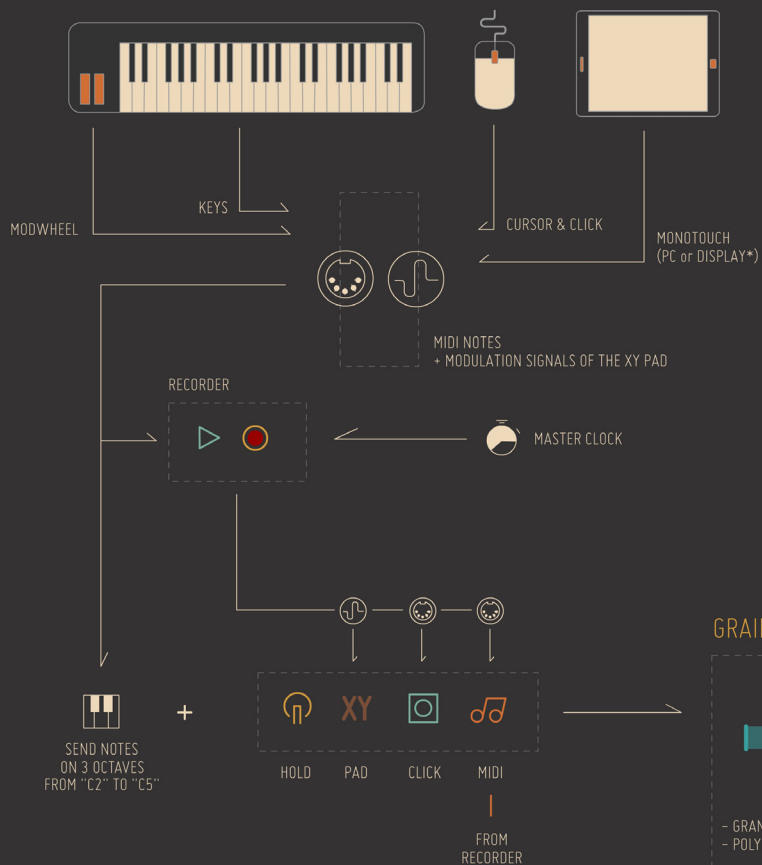 KEYS
MODWHEEL
CURSOR & CLICK
MONOTOUCH
(PC or DISPLAY*)
MIDI NOTES
+ MODULATION SIGNALS OF THE XY PAD
RECORDER
MASTER CLOCK
XY
SEND NOTES
ON 3 OCTAVES
FROM "C2" TO "C5"
+
HOLD
PAD
CLICK
MIDI
FROM
RECORDER
- POLY